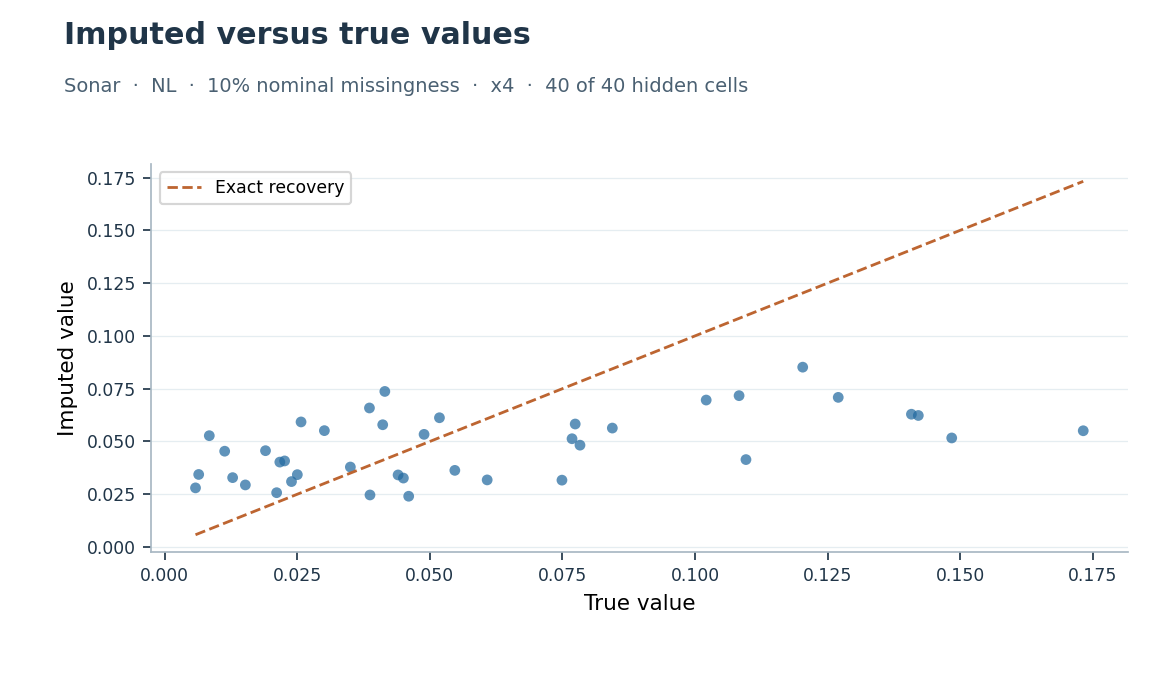 Imputed versus true values
Sonar · NL · 10% nominal missingness · x4 · 40 of 40 hidden cells
Exact recovery
Imputed value
0.175
0.150
0.125
0.100
0.075
0.050
0.025
0.000
0.000 0.025 0.050 0.075 0.100 0.125 0.150 0.175
True value